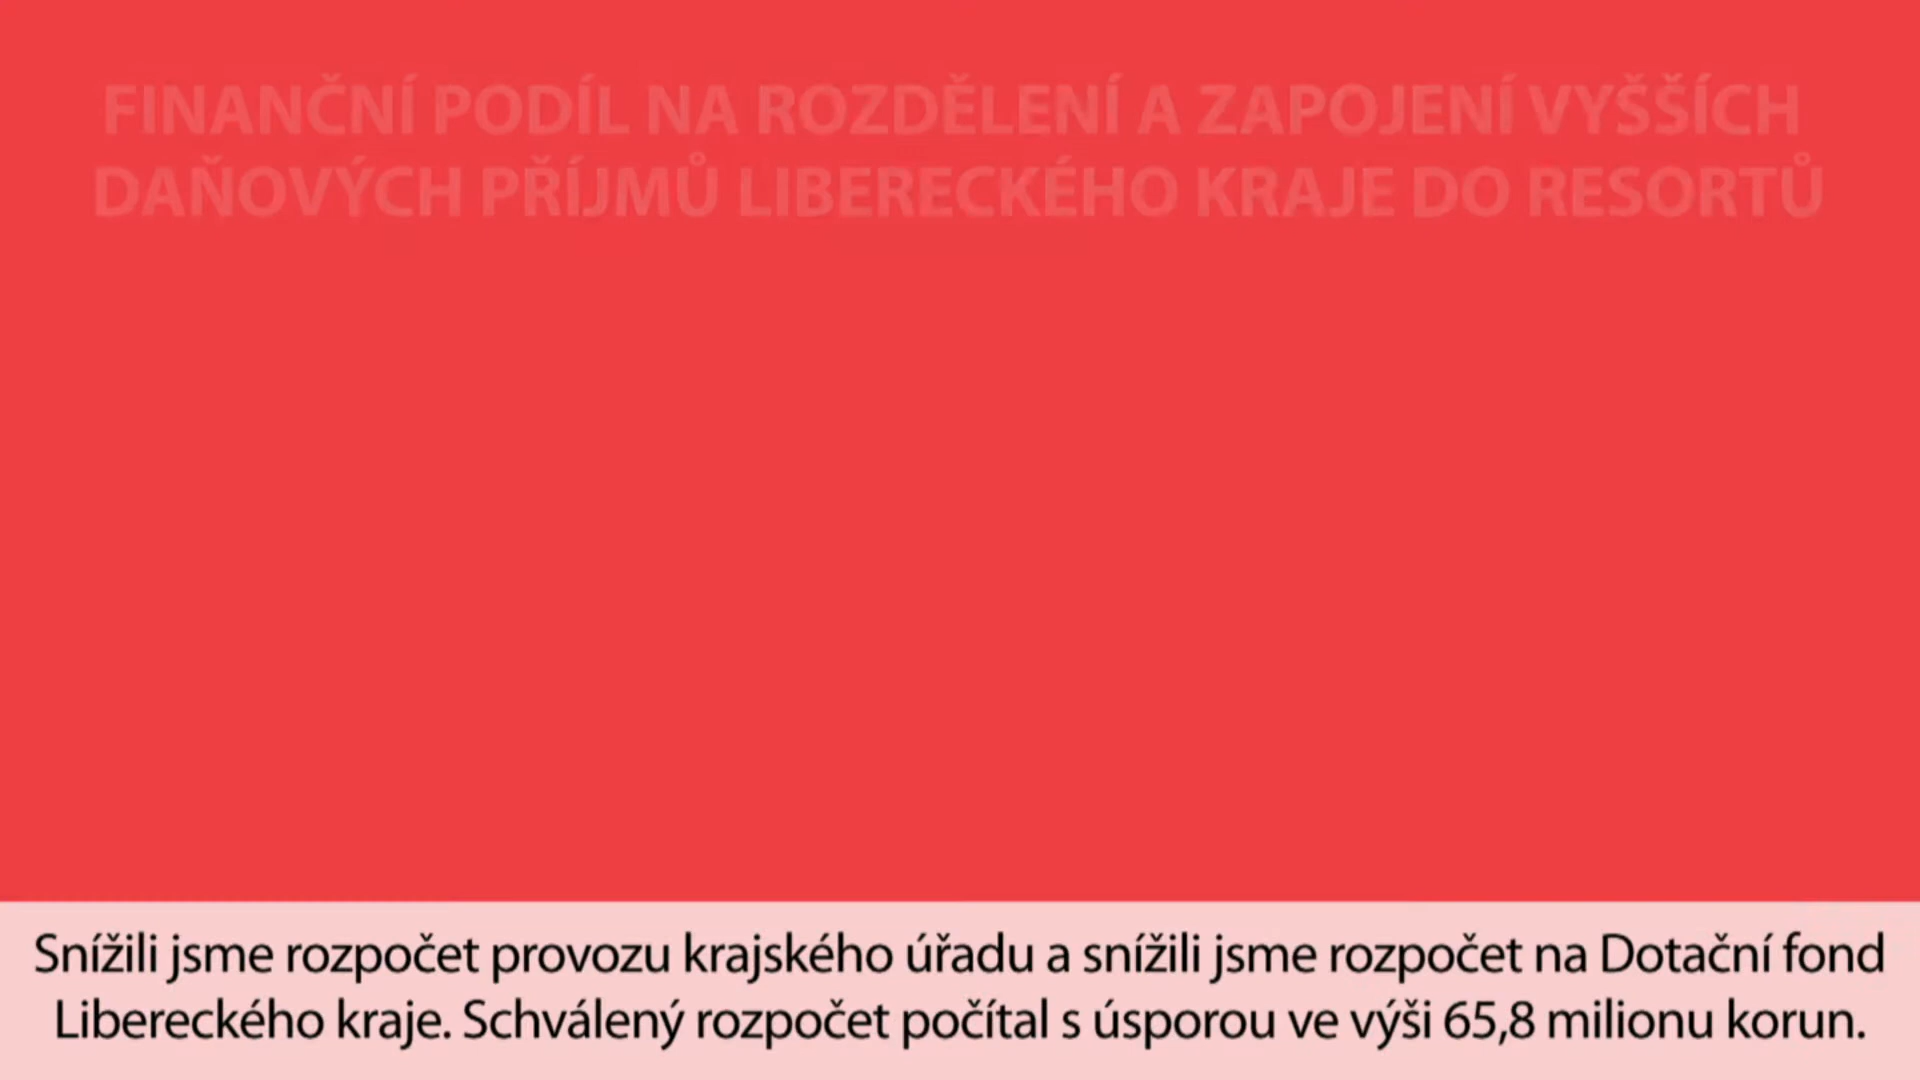 FINANČNÍ PODÍL NA ROZDĚLENÍ A ZAPOJENÍ VYŠŠÍCH
DAŇOVÝCH PŘÍJMŮ LIBERECKÉHO KRAJE DO RESORTŮ
Snížili jsme rozpočet provozu krajského úřadu a snížili jsme rozpočet na Dotační fond
Libereckého kraje. Schválený rozpočet počítal s úsporou ve výši 65,8 milionu korun.